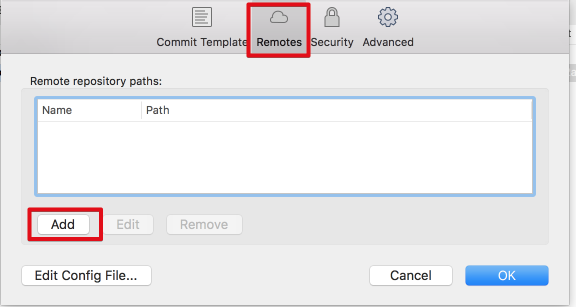 Commit Template Remotes Security Advanced
Remote repository paths:
Name Path
Add Edit Remove
Edit Config File... Cancel OK